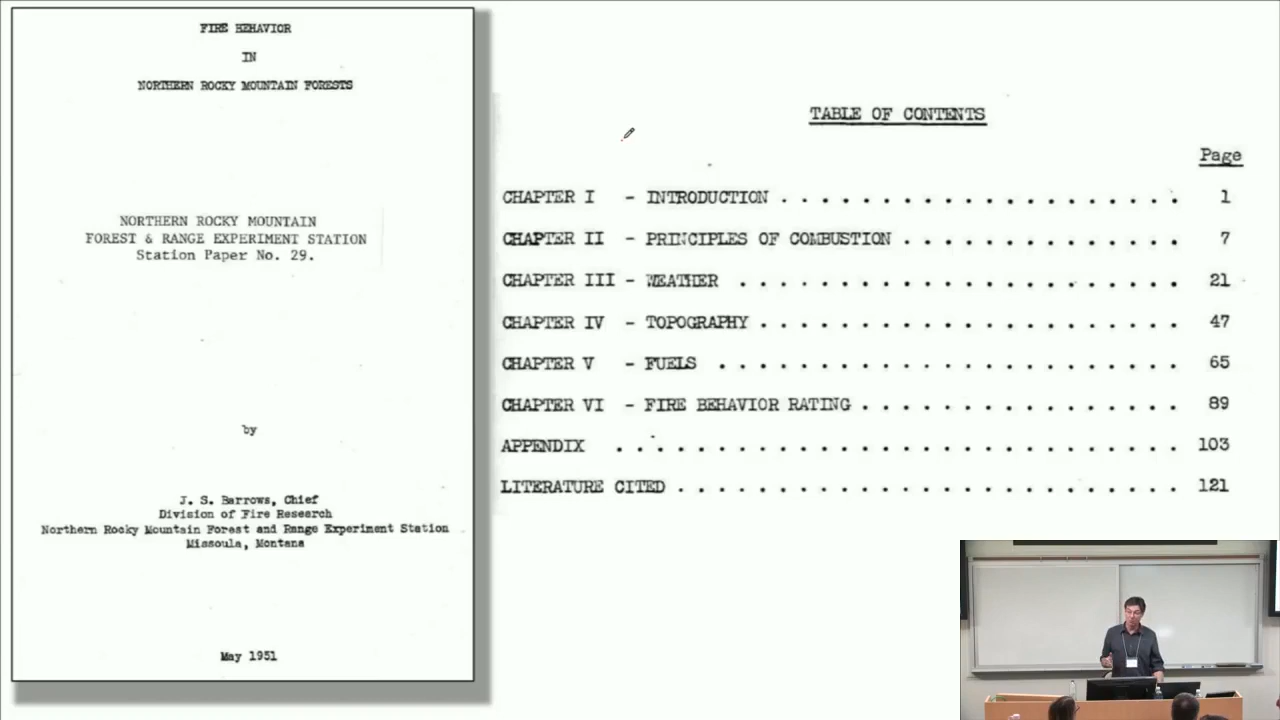 FIRE BEHAVIOR
IN
NORTHERN ROCKY MOUNTAIN FORESTS
NORTHERN ROCKY MOUNTAIN
FOREST & RANGE EXPERIMENT STATION
Station Paper No. 29.
by
J. S. Barrows, Chief
Division of Fire Research
Northern Rocky Mountain Forest and Range Experiment Station
Missoula, Montana
May 1951
TABLE OF CONTENTS
Page
CHAPTER I - INTRODUCTION . . . . . . . . . . . . . . . . . . . . 1
CHAPTER II - PRINCIPLES OF COMBUSTION . . . . . . . . . . . . . . 7
CHAPTER III - WEATHER . . . . . . . . . . . . . . . . . . . . . . 21
CHAPTER IV - TOPOGRAPHY . . . . . . . . . . . . . . . . . . . . . 47
CHAPTER V - FUELS . . . . . . . . . . . . . . . . . . . . . . . 65
CHAPTER VI - FIRE BEHAVIOR RATING . . . . . . . . . . . . . . . . 89
APPENDIX . . . . . . . . . . . . . . . . . . . . . . . . . . . 103
LITERATURE CITED . . . . . . . . . . . . . . . . . . . . . . . . 121